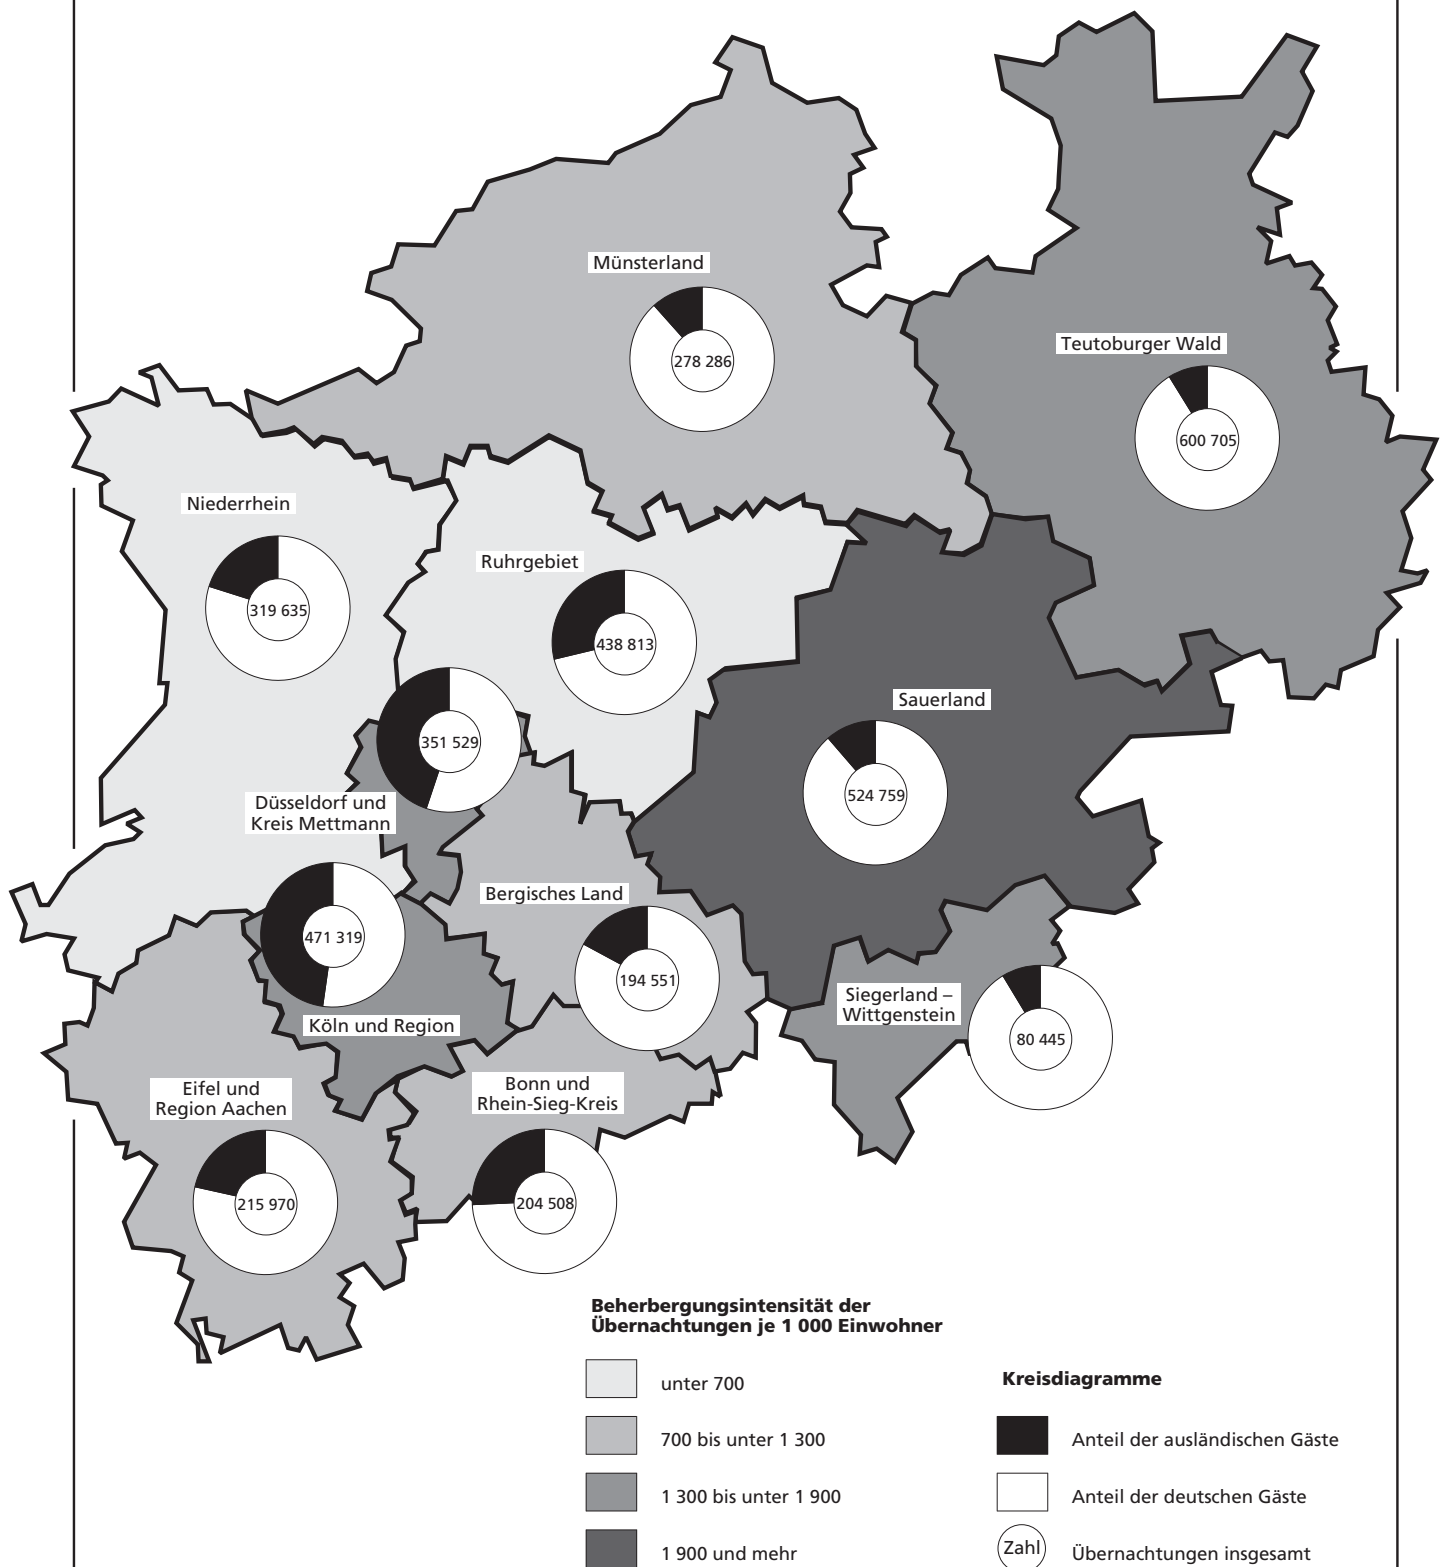 Münsterland
278 286
Teutoburger Wald
600 705
Niederrhein
319 635
Ruhrgebiet
438 813
351 529
Düsseldorf und
Kreis Mettmann
Sauerland
524 759
Bergisches Land
194 551
471 319
Köln und Region
Siegerland –
Wittgenstein
80 445
Eifel und
Region Aachen
215 970
Bonn und
Rhein-Sieg-Kreis
204 508
Beherbergungsintensität der
Übernachtungen je 1 000 Einwohner
unter 700
700 bis unter 1 300
1 300 bis unter 1 900
1 900 und mehr
Kreisdiagramme
Anteil der ausländischen Gäste
Anteil der deutschen Gäste
Zahl
Übernachtungen insgesamt